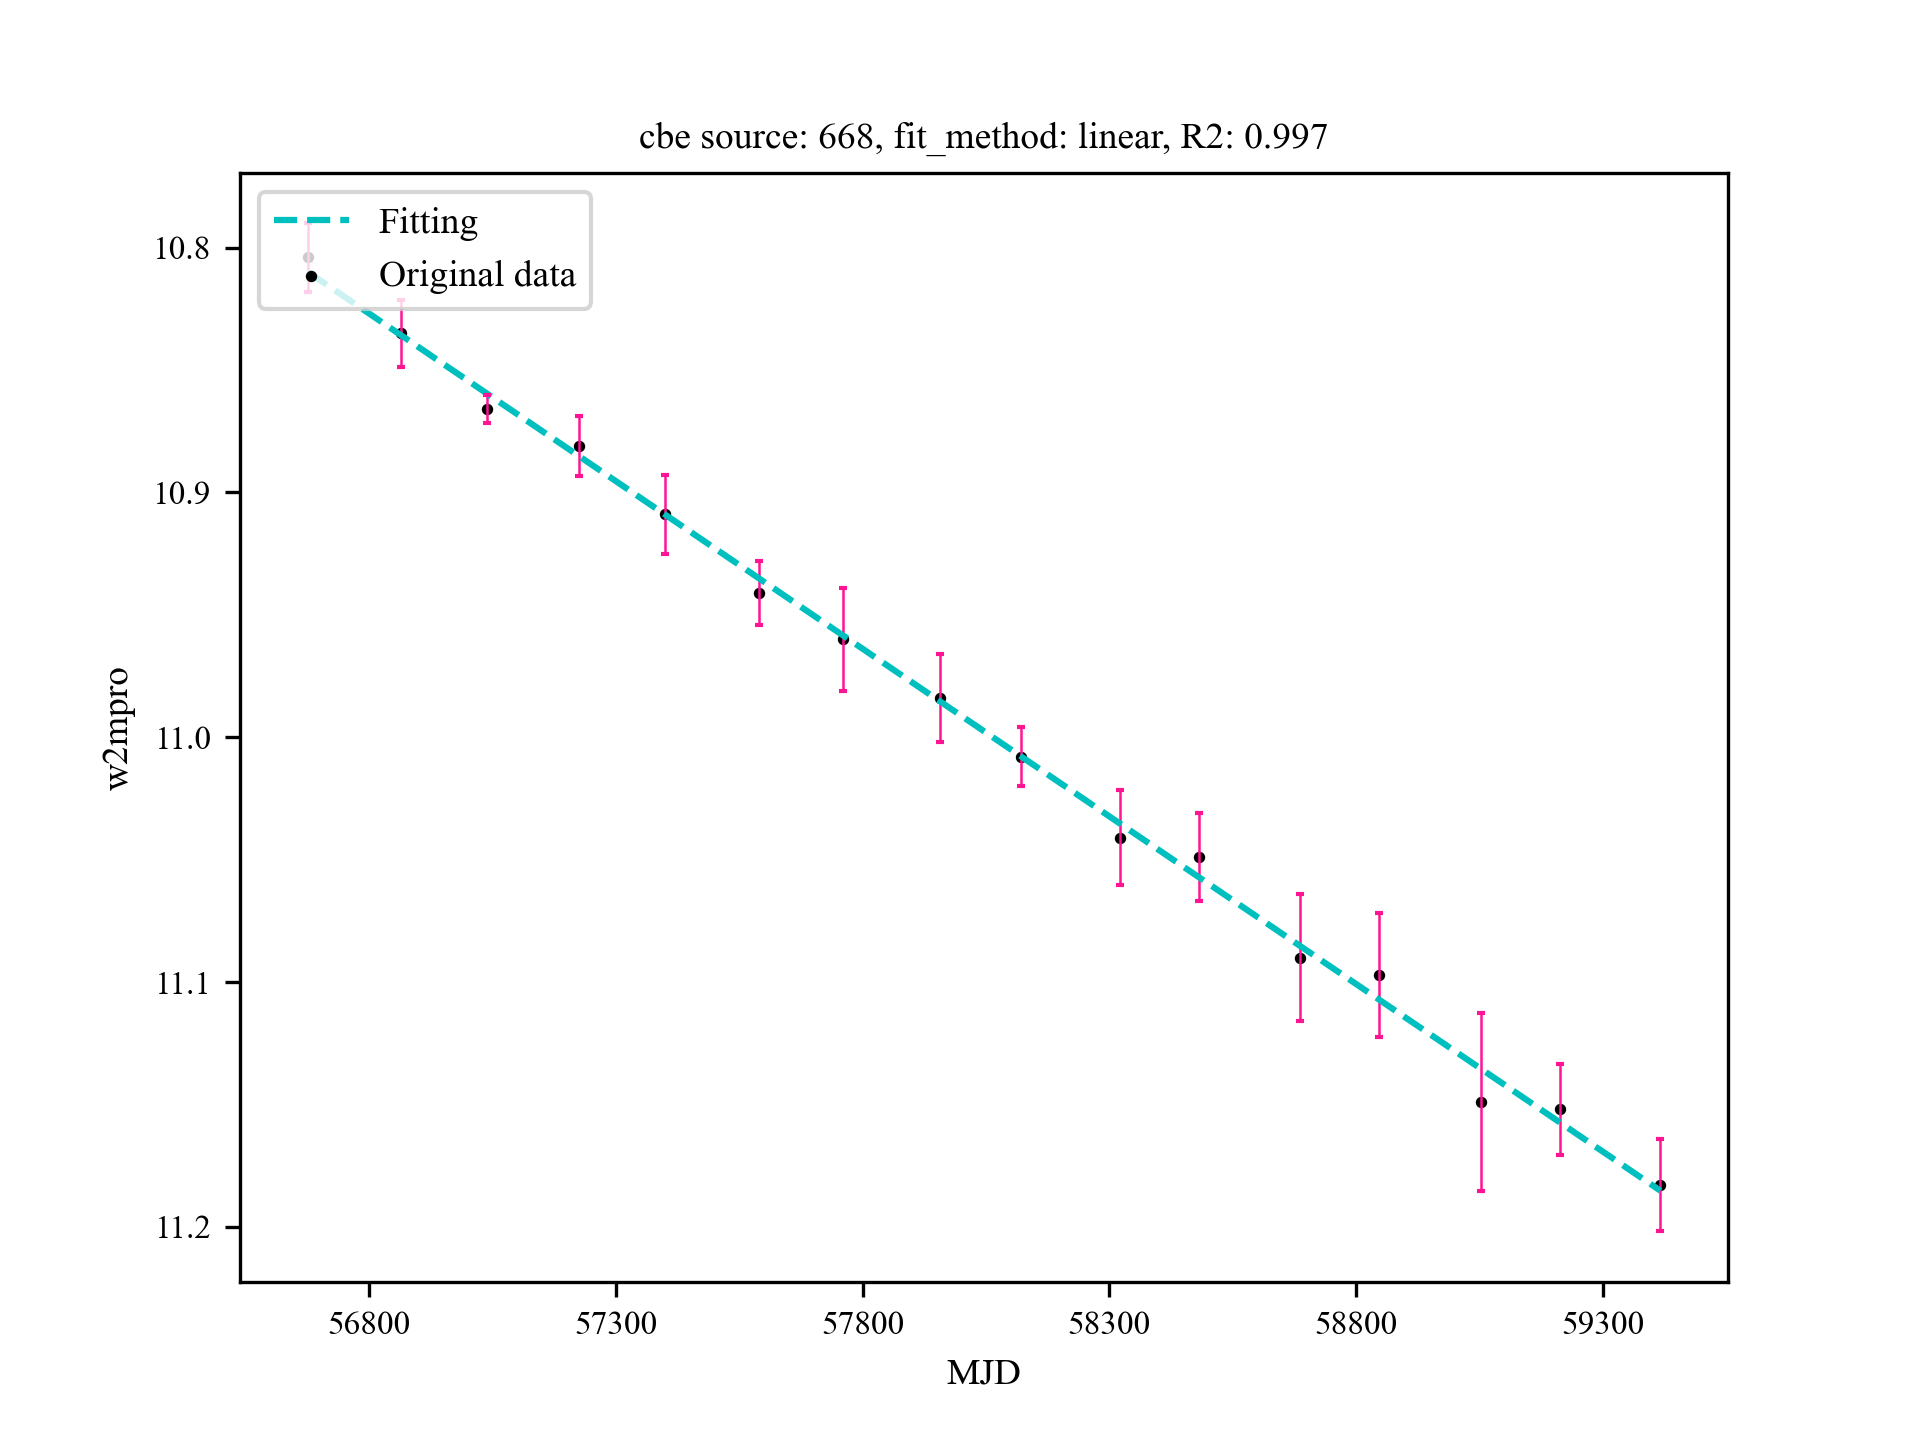 cbe source: 668, fit_method: linear, R2: 0.997
Fitting
Original data
10.8
10.9
11.0
11.1
11.2
w2mpro
56800 57300 57800 58300 58800 59300
MJD